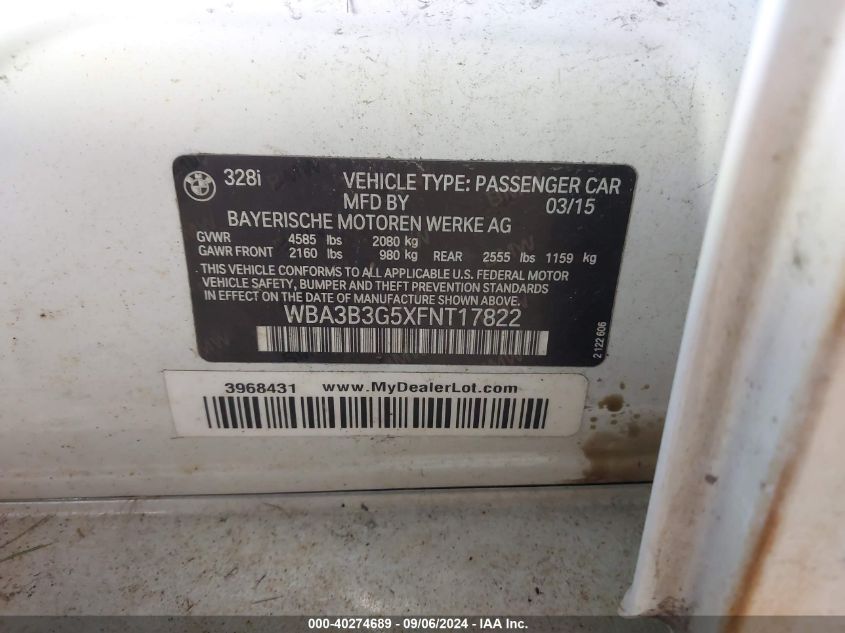 BMW
328i VEHICLE TYPE: PASSENGER CAR
MFD BY 03/15
BAYERISCHE MOTOREN WERKE AG
GVWR 4585 lbs 2080 kg
GAWR FRONT 2160 lbs 980 kg REAR 2555 lbs 1159 kg
THIS VEHICLE CONFORMS TO ALL APPLICABLE U.S. FEDERAL MOTOR
VEHICLE SAFETY, BUMPER AND THEFT PREVENTION STANDARDS
IN EFFECT ON THE DATE OF MANUFACTURE SHOWN ABOVE.
WBA3B3G5XFNT17822
2 122 606
3968431 www.MyDealerLot.com
000-40274689 - 09/06/2024 - IAA Inc.